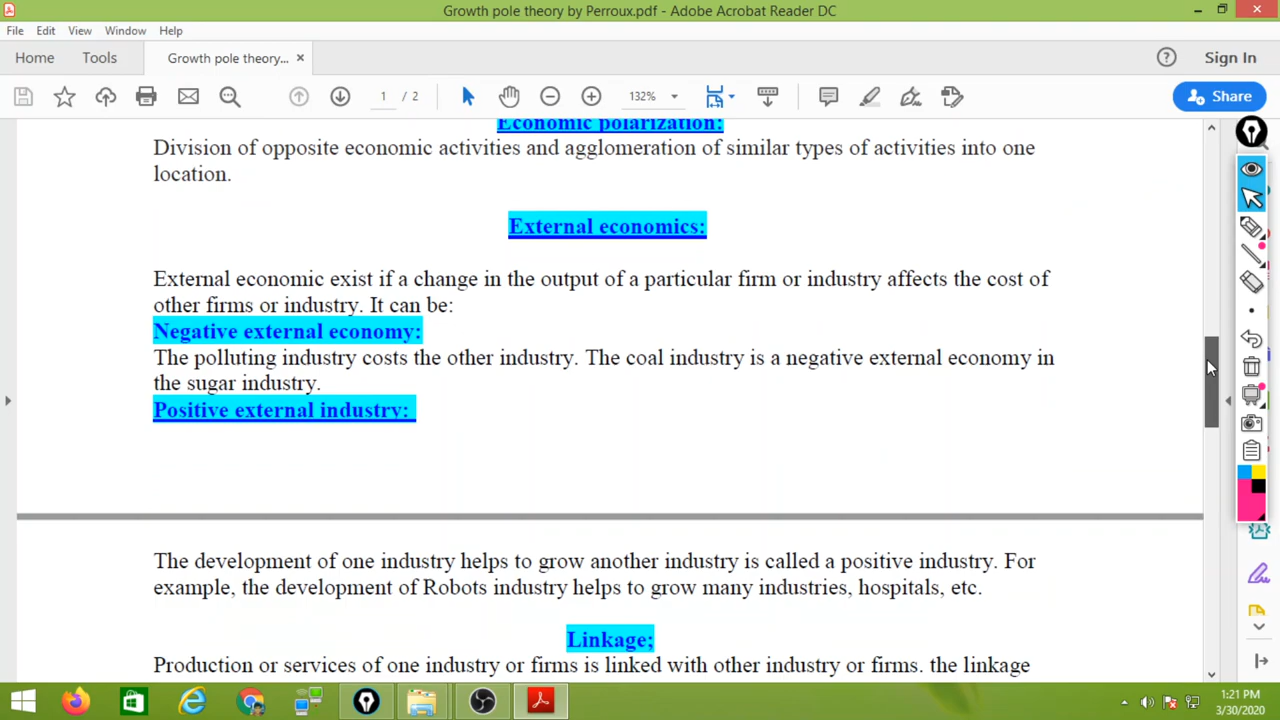 Growth pole theory by Perroux.pdf - Adobe Acrobat Reader DC
File Edit View Window Help
Home Tools Growth pole theory... × Sign In
1 / 2 132% Share
Economic polarization:
Division of opposite economic activities and agglomeration of similar types of activities into one
location.
External economics:
External economic exist if a change in the output of a particular firm or industry affects the cost of
other firms or industry. It can be:
Negative external economy:
The polluting industry costs the other industry. The coal industry is a negative external economy in
the sugar industry.
Positive external industry:
The development of one industry helps to grow another industry is called a positive industry. For
example, the development of Robots industry helps to grow many industries, hospitals, etc.
Linkage;
Production or services of one industry or firms is linked with other industry or firms. the linkage
1:21 PM
3/30/2020